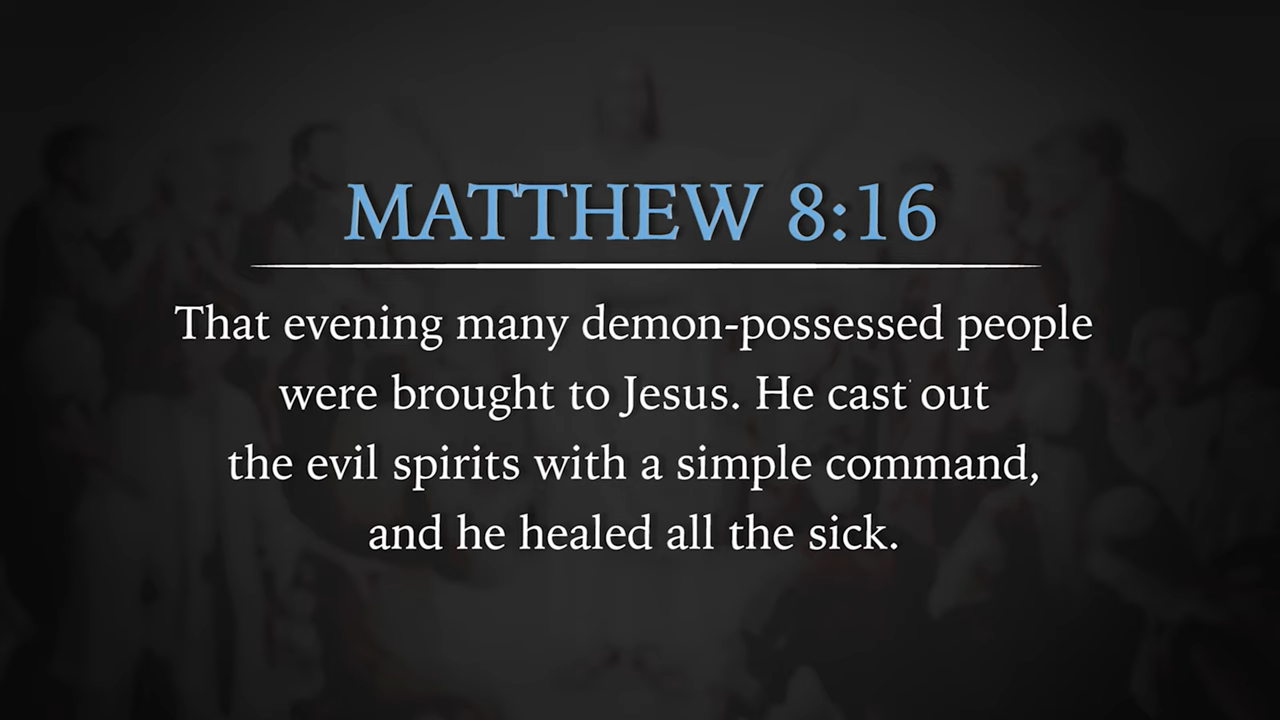 MATTHEW 8:16
That evening many demon-possessed people
were brought to Jesus. He cast out
the evil spirits with a simple command,
and he healed all the sick.